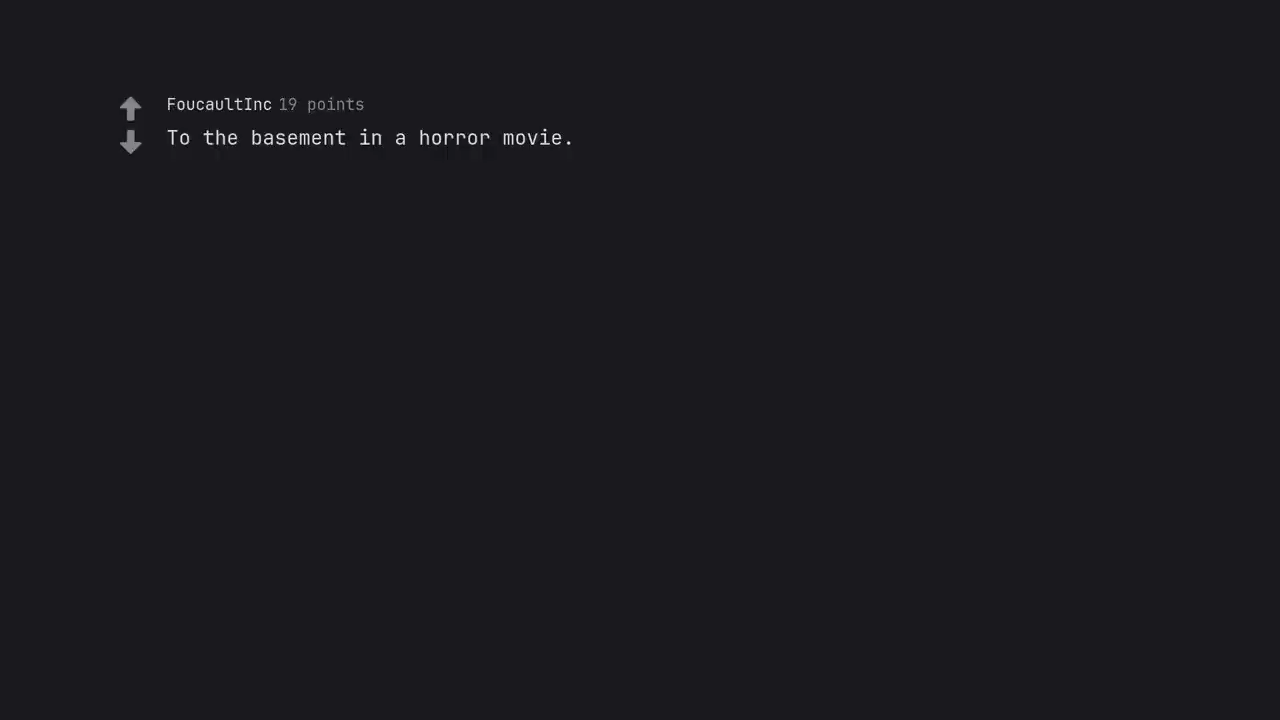 FoucaultInc 19 points
To the basement in a horror movie.